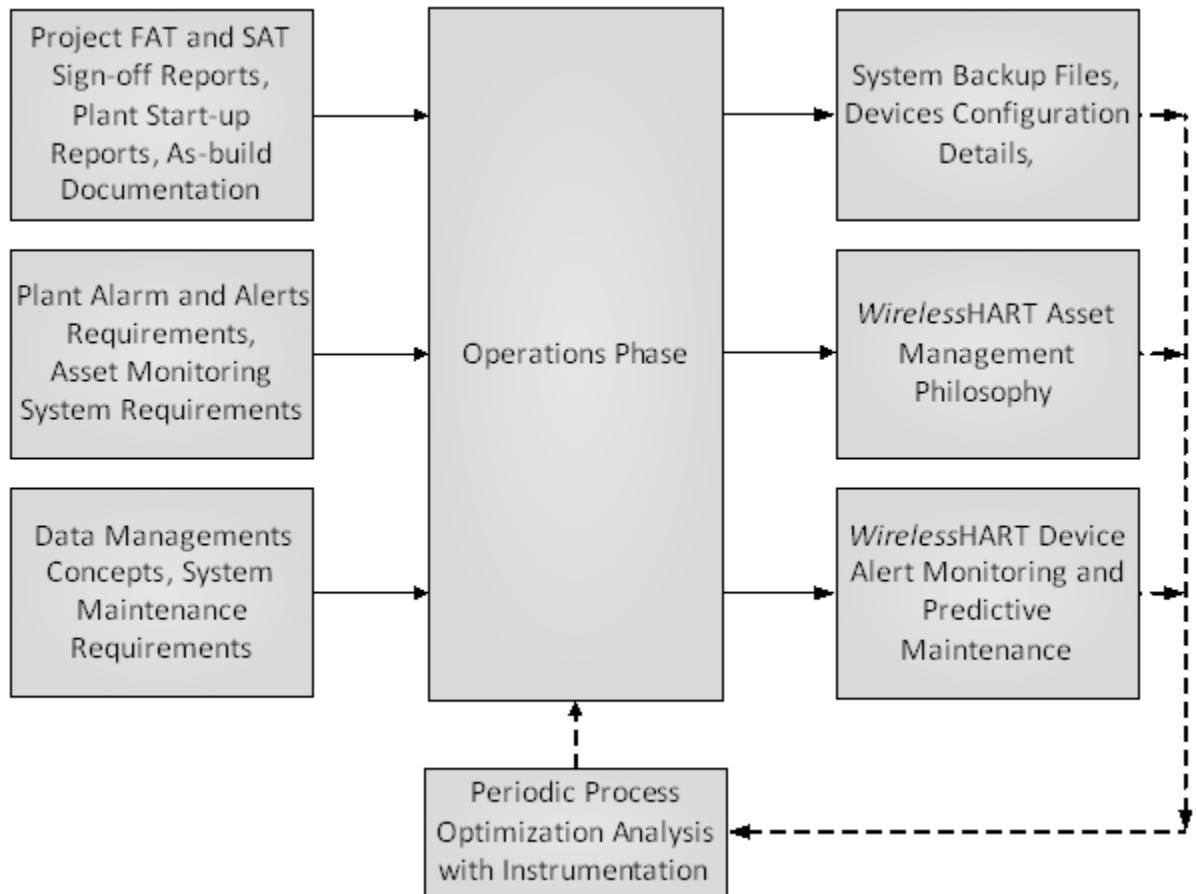 Project FAT and SAT
Sign-off Reports,
Plant Start-up
Reports, As-build
Documentation
Plant Alarm and Alerts
Requirements,
Asset Monitoring
System Requirements
Data Managements
Concepts, System
Maintenance
Requirements
Operations Phase
System Backup Files,
Devices Configuration
Details,
WirelessHART Asset
Management
Philosophy
WirelessHART Device
Alert Monitoring and
Predictive
Maintenance
Periodic Process
Optimization Analysis
with Instrumentation